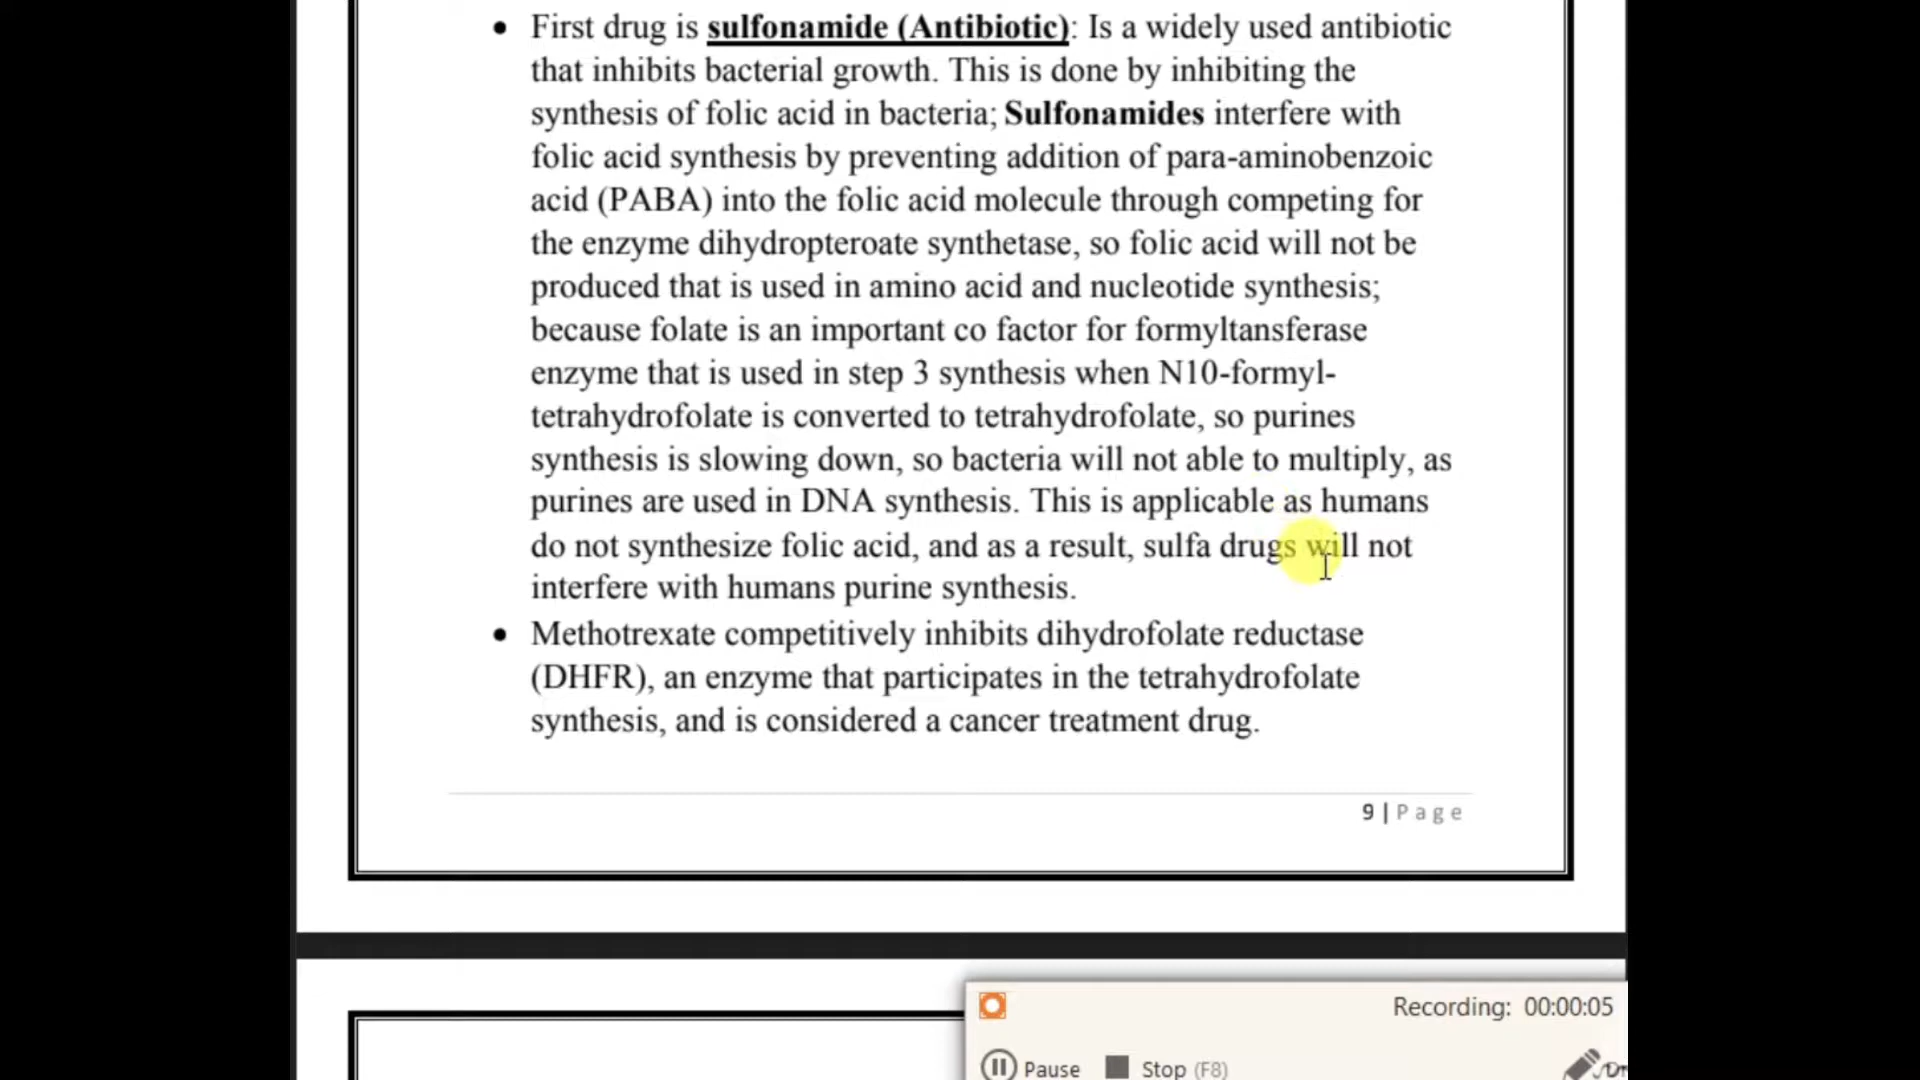 • First drug is sulfonamide (Antibiotic): Is a widely used antibiotic
that inhibits bacterial growth. This is done by inhibiting the
synthesis of folic acid in bacteria; Sulfonamides interfere with
folic acid synthesis by preventing addition of para-aminobenzoic
acid (PABA) into the folic acid molecule through competing for
the enzyme dihydropteroate synthetase, so folic acid will not be
produced that is used in amino acid and nucleotide synthesis;
because folate is an important co factor for formyltansferase
enzyme that is used in step 3 synthesis when N10-formyl-
tetrahydrofolate is converted to tetrahydrofolate, so purines
synthesis is slowing down, so bacteria will not able to multiply, as
purines are used in DNA synthesis. This is applicable as humans
do not synthesize folic acid, and as a result, sulfa drugs will not
interfere with humans purine synthesis.
• Methotrexate competitively inhibits dihydrofolate reductase
(DHFR), an enzyme that participates in the tetrahydrofolate
synthesis, and is considered a cancer treatment drug.
9 | Page
Recording: 00:00:05
Pause Stop (F8)